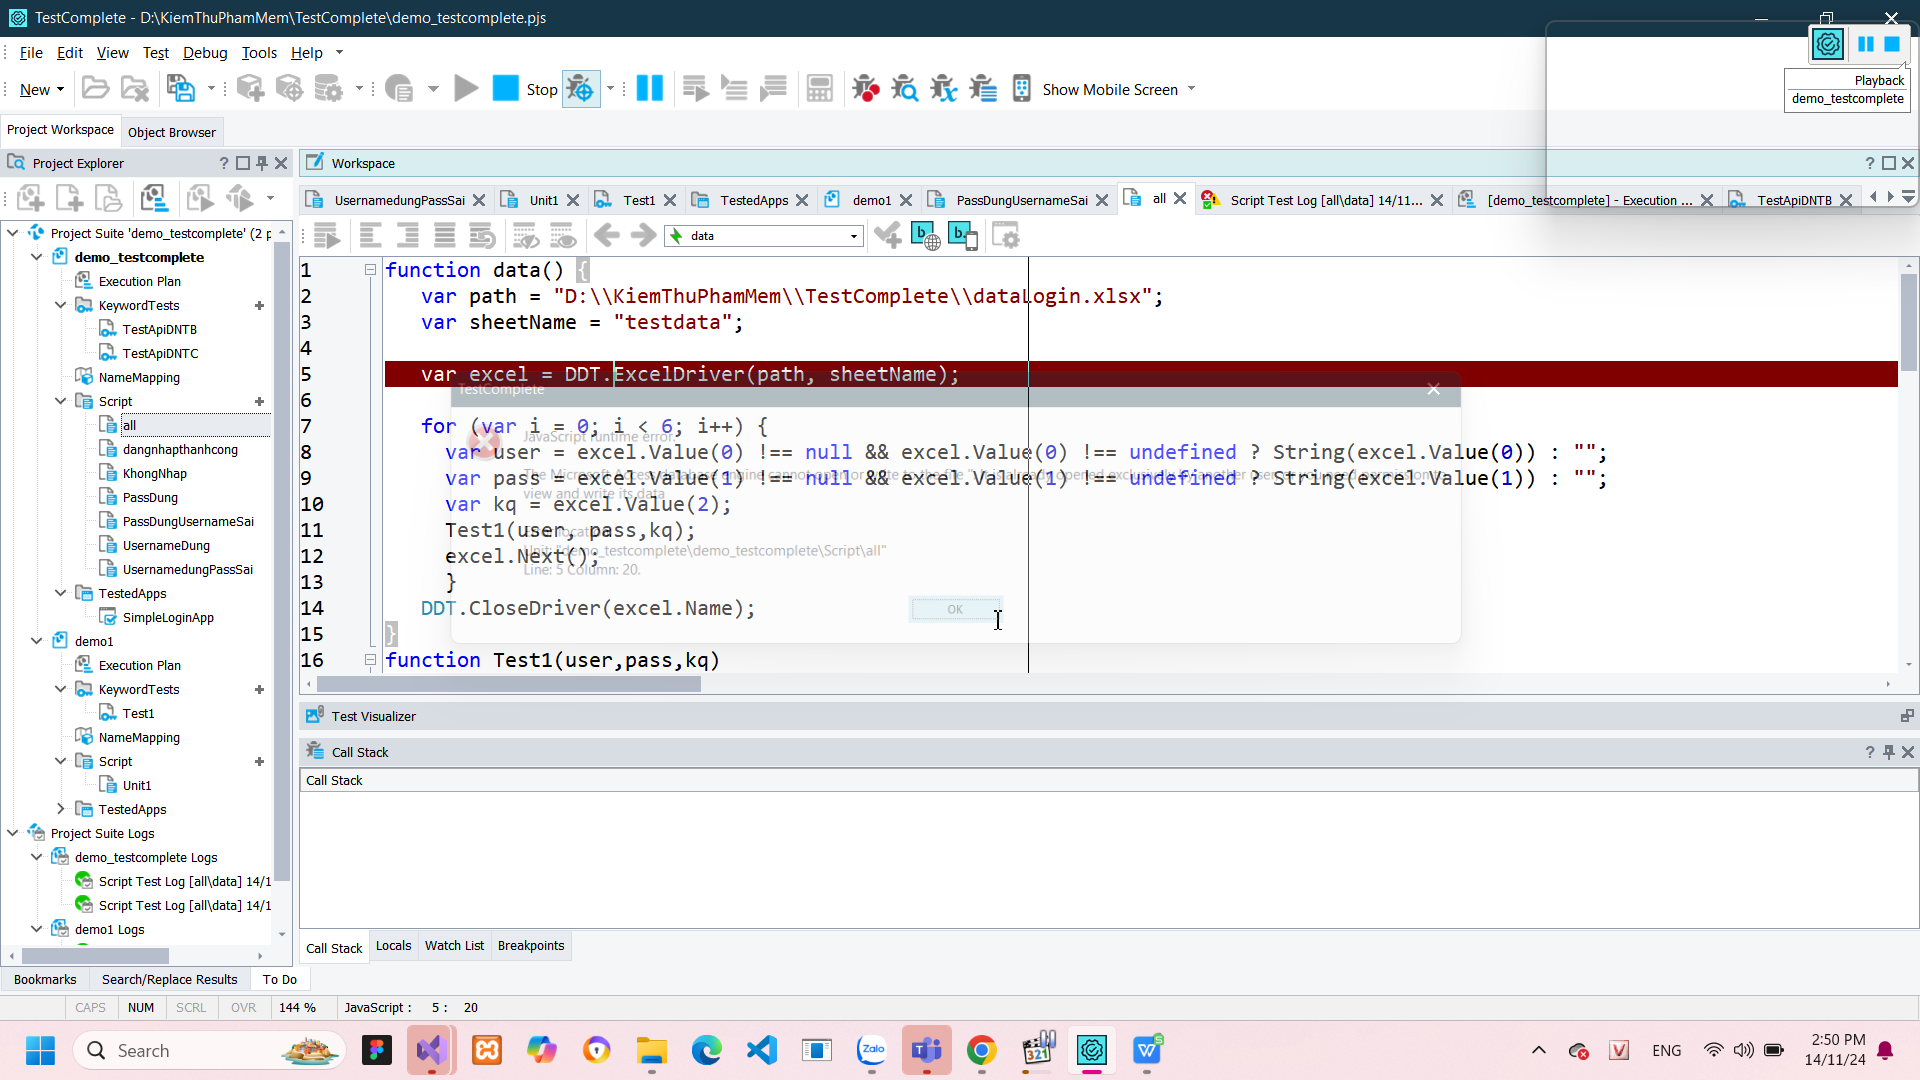 TestComplete - D:\KiemThuPhamMem\TestComplete\demo_testcomplete.pjs
File Edit View Test Debug Tools Help
Playback
demo_testcomplete
New Stop Show Mobile Screen
Project Workspace Object Browser
Project Explorer
Workspace
UsernamedungPassSai Unit1 Test1 TestedApps demo1 PassDungUsernameSai all Script Test Log [all\data] 14/11... [demo_testcomplete] - Execution ... TestApiDNTB
data
Project Suite 'demo_testcomplete' (2 p
demo_testcomplete
Execution Plan
KeywordTests
TestApiDNTB
TestApiDNTC
NameMapping
Script
all
dangnhapthanhcong
KhongNhap
PassDung
PassDungUsernameSai
UsernameDung
UsernamedungPassSai
TestedApps
SimpleLoginApp
demo1
Execution Plan
KeywordTests
Test1
NameMapping
Script
Unit1
TestedApps
Project Suite Logs
demo_testcomplete Logs
Script Test Log [all\data] 14/1
Script Test Log [all\data] 14/1
demo1 Logs
1 function data() {
2 var path = "D:\\KiemThuPhamMem\\TestComplete\\dataLogin.xlsx";
3 var sheetName = "testdata";
4
5 var excel = DDT.ExcelDriver(path, sheetName);
6
7 for (var i = 0; i < 6; i++) {
8 var user = excel.Value(0) !== null && excel.Value(0) !== undefined ? String(excel.Value(0)) : "";
9 var pass = excel.Value(1) !== null && excel.Value(1) !== undefined ? String(excel.Value(1)) : "";
10 var kq = excel.Value(2);
11 Test1(user, pass,kq);
12 excel.Next();
13 }
14 DDT.CloseDriver(excel.Name);
15 }
16 function Test1(user,pass,kq)
TestComplete
JavaScript runtime error.
The Microsoft Access database engine cannot open or write to the file ''. It is already opened exclusively by another user, or you need permission to
view and write its data
Error location:
Unit: "demo_testcomplete\demo_testcomplete\Script\all"
Line: 5 Column: 20.
OK
Test Visualizer
Call Stack
Call Stack
Call Stack Locals Watch List Breakpoints
Bookmarks Search/Replace Results To Do
CAPS NUM SCRL OVR 144 % JavaScript : 5 : 20
Search
Zalo
321
ENG
2:50 PM
14/11/24